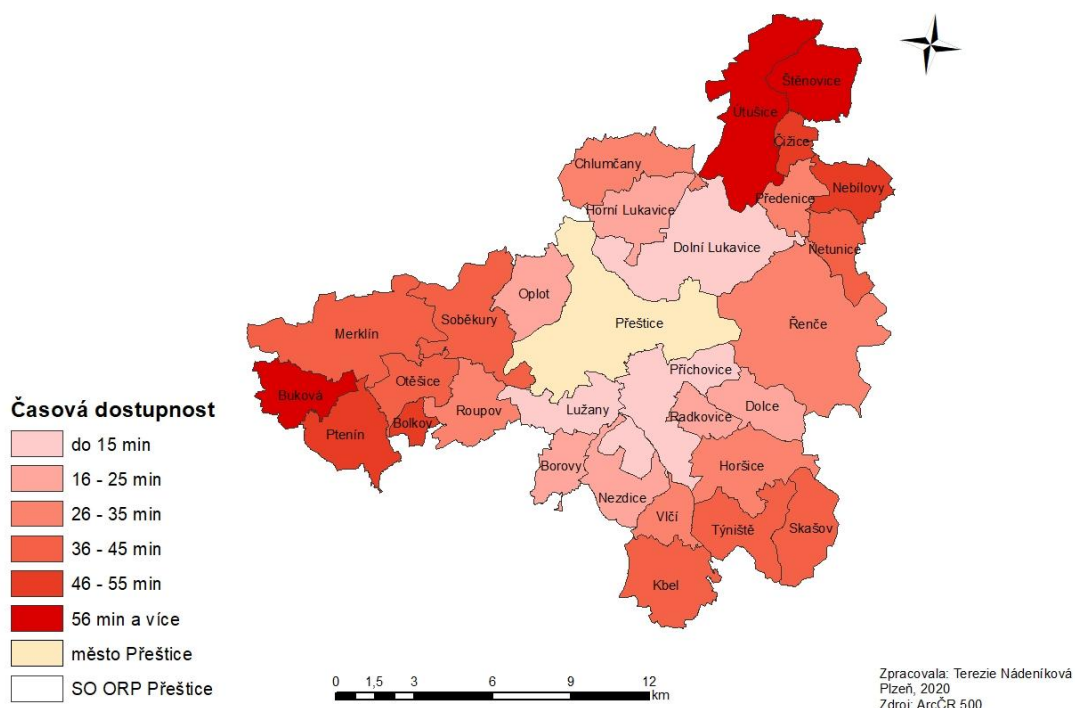 Štěnovice
Útušice
Čižice
Chlumčany
Nebílovy
Předenice
Horní Lukavice
Dolní Lukavice
Netunice
Oplot
Soběkury
Přeštice
Řenče
Merklín
Příchovice
Otěšice
Buková
Roupov
Lužany
Radkovice
Dolce
Bolkov
Ptenín
Borovy
Horšice
Nezdice
Vlčí
Týniště
Skašov
Kbel
Časová dostupnost
do 15 min
16 - 25 min
26 - 35 min
36 - 45 min
46 - 55 min
56 min a více
město Přeštice
SO ORP Přeštice
0 1,5 3 6 9 12
km
Zpracovala: Terezie Nádeníková
Plzeň, 2020
Zdroj: ArcČR 500